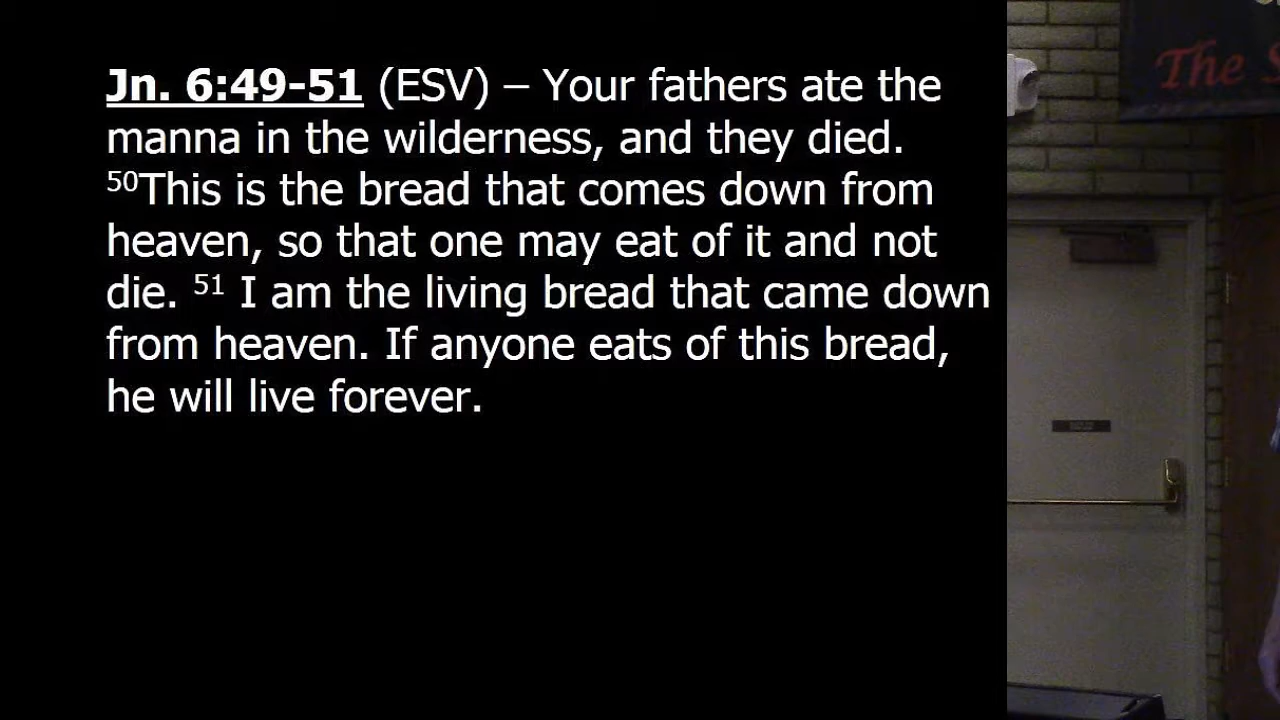 Jn. 6:49-51 (ESV) – Your fathers ate the
manna in the wilderness, and they died.
50This is the bread that comes down from
heaven, so that one may eat of it and not
die. 51 I am the living bread that came down
from heaven. If anyone eats of this bread,
he will live forever.
The